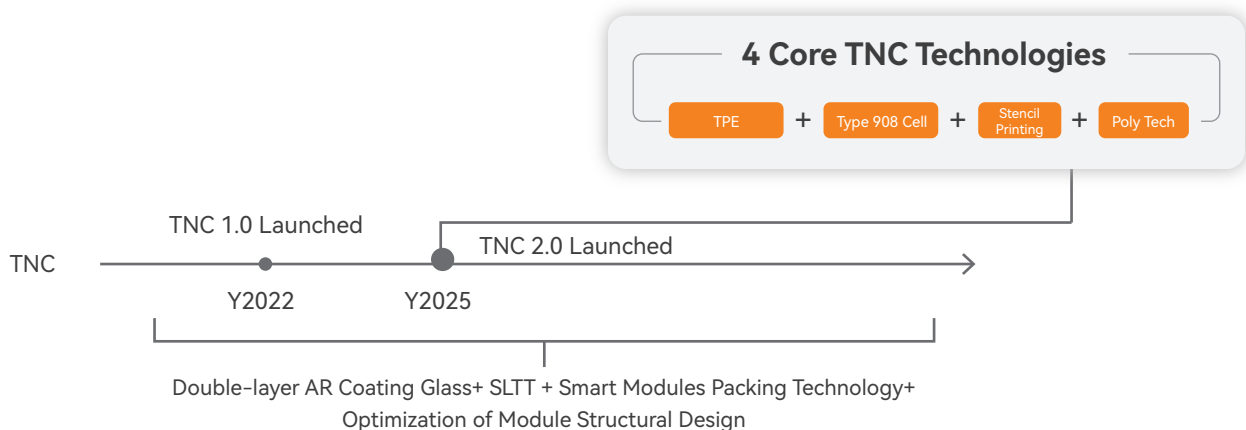 4 Core TNC Technologies
TPE + Type 908 Cell + Stencil Printing + Poly Tech
TNC 1.0 Launched
TNC 2.0 Launched
TNC
Y2022 Y2025
Double-layer AR Coating Glass+ SLTT + Smart Modules Packing Technology+
Optimization of Module Structural Design